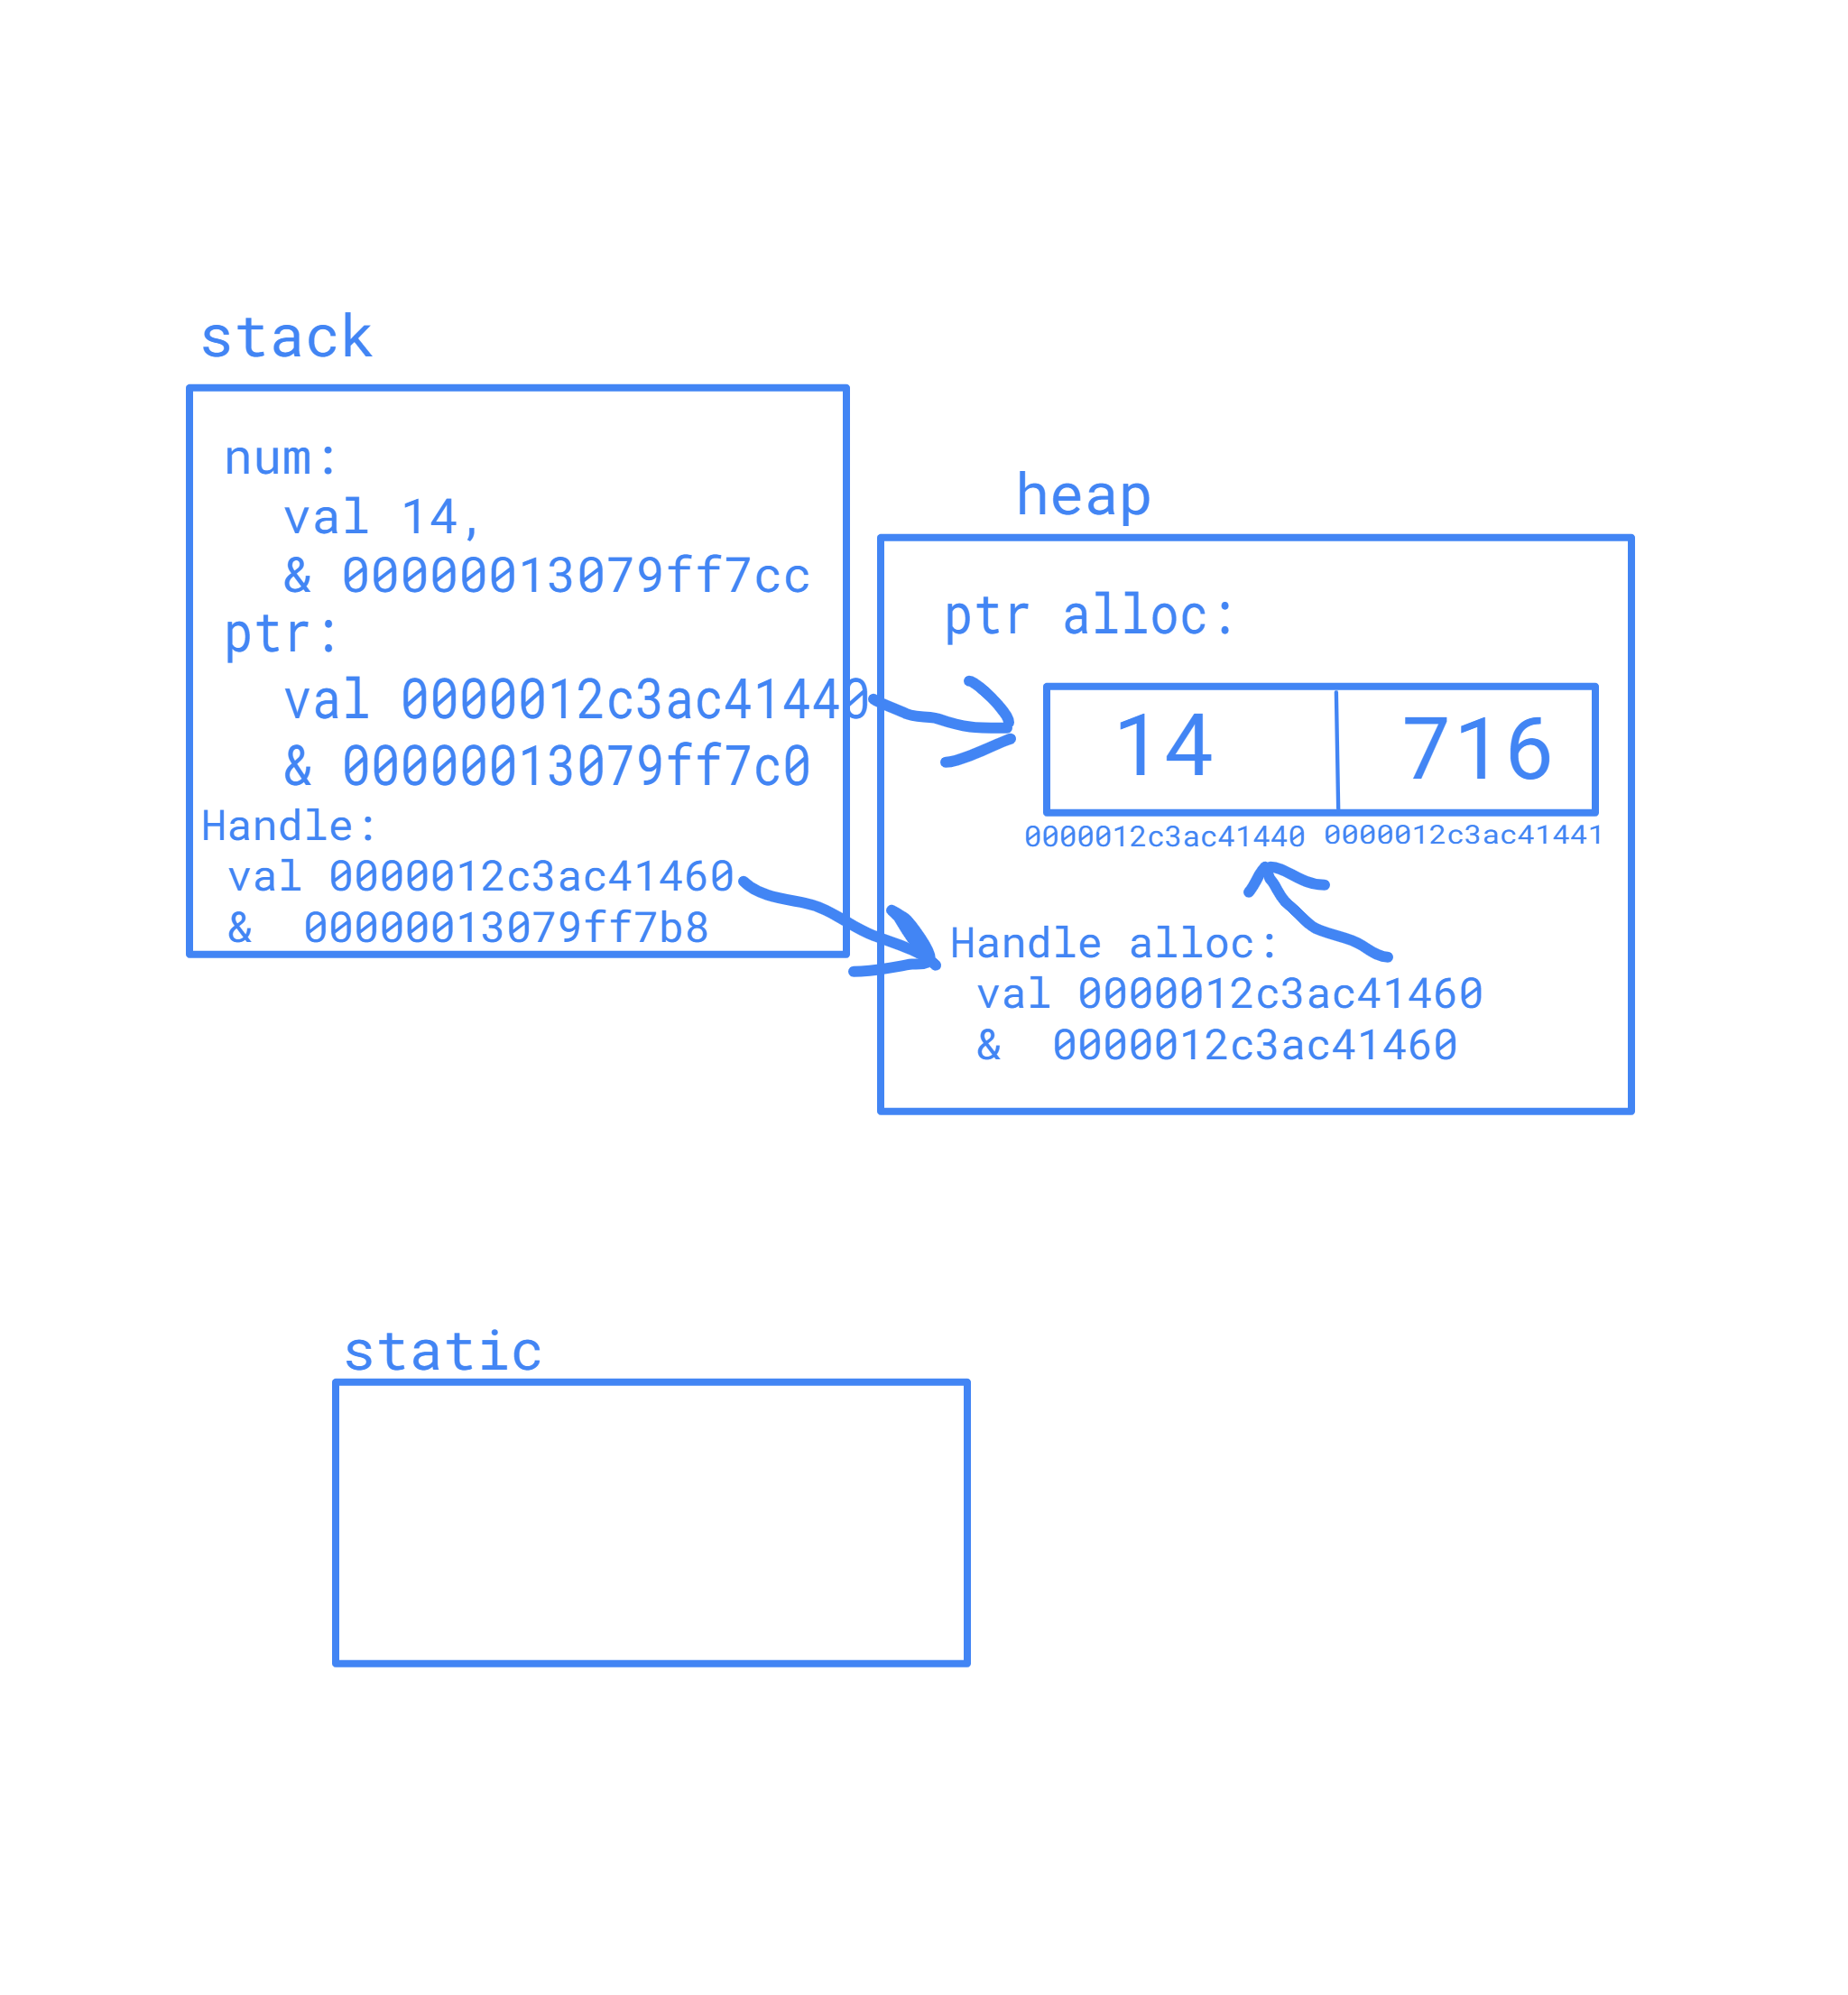 stack
num:
val 14,
& 00000013079ff7cc
ptr:
val 0000012c3ac41440
& 00000013079ff7c0
Handle:
val 0000012c3ac41460
& 00000013079ff7b8
heap
ptr alloc:
14 716
0000012c3ac41440 0000012c3ac41441
Handle alloc:
val 0000012c3ac41460
& 0000012c3ac41460
static